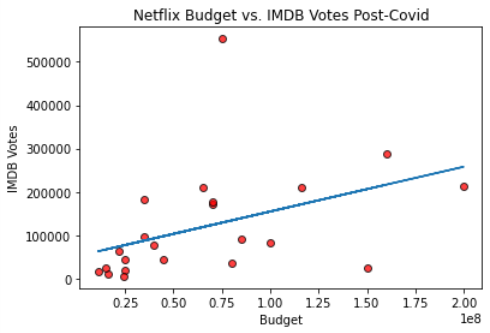 Netflix Budget vs. IMDB Votes Post-Covid
500000
400000
300000
200000
100000
0
IMDB Votes
0.25 0.50 0.75 1.00 1.25 1.50 1.75 2.00
1e8
Budget